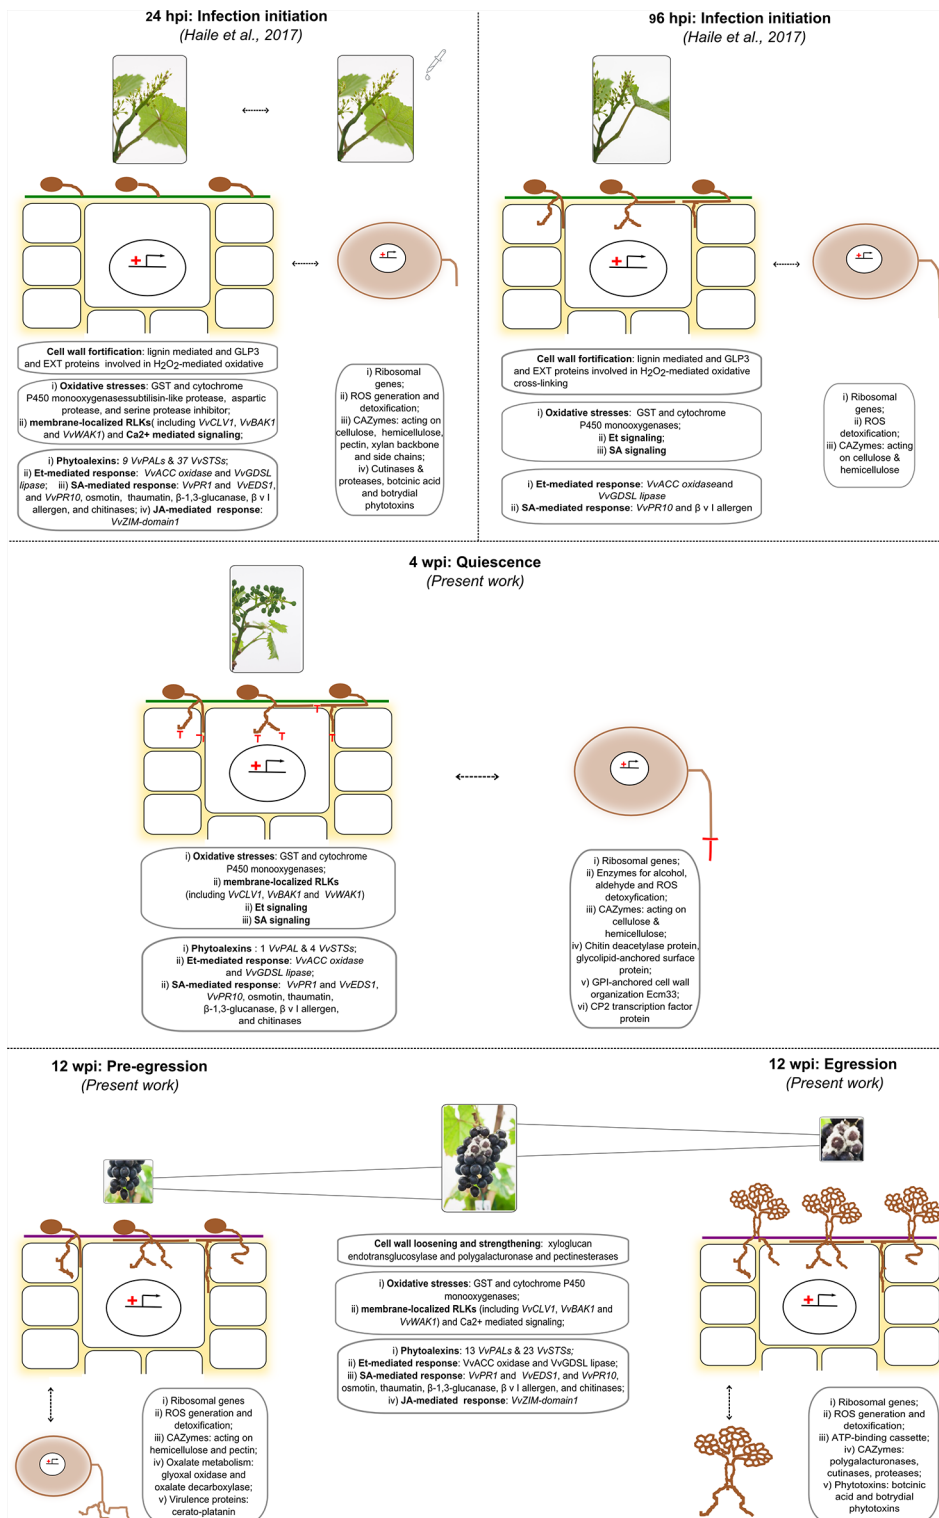 24 hpi: Infection initiation
(Haile et al., 2017)
Cell wall fortification: lignin mediated and GLP3
and EXT proteins involved in H2O2-mediated oxidative
i) Oxidative stresses: GST and cytochrome
P450 monooxygenasessubtilisin-like protease, aspartic
protease, and serine protease inhibitor;
ii) membrane-localized RLKs( including VvCLV1, VvBAK1
and VvWAK1) and Ca2+ mediated signaling;
i) Phytoalexins: 9 VvPALs & 37 VvSTSs;
ii) Et-mediated response: VvACC oxidase and VvGDSL
lipase; iii) SA-mediated response: VvPR1 and VvEDS1,
and VvPR10, osmotin, thaumatin, β-1,3-glucanase, β v I
allergen, and chitinases; iv) JA-mediated response:
VvZIM-domain1
i) Ribosomal
genes;
ii) ROS generation and
detoxification;
iii) CAZymes: acting on
cellulose, hemicellulose,
pectin, xylan backbone
and side chains;
iv) Cutinases &
proteases, botcinic acid
and botrydial
phytotoxins
96 hpi: Infection initiation
(Haile et al., 2017)
Cell wall fortification: lignin mediated and GLP3
and EXT proteins involved in H2O2-mediated oxidative
cross-linking
i) Oxidative stresses: GST and cytochrome
P450 monooxygenases;
ii) Et signaling;
iii) SA signaling
i) Et-mediated response: VvACC oxidaseand
VvGDSL lipase
ii) SA-mediated response: VvPR10 and β v I allergen
i) Ribosomal
genes;
ii) ROS
detoxification;
iii) CAZymes: acting
on cellulose &
hemicellulose
4 wpi: Quiescence
(Present work)
i) Oxidative stresses: GST and cytochrome
P450 monooxygenases;
ii) membrane-localized RLKs
(including VvCLV1, VvBAK1 and VvWAK1)
ii) Et signaling
iii) SA signaling
i) Phytoalexins : 1 VvPAL & 4 VvSTSs;
ii) Et-mediated response: VvACC oxidase
and VvGDSL lipase;
ii) SA-mediated response: VvPR1 and VvEDS1,
VvPR10, osmotin, thaumatin,
β-1,3-glucanase, β v I allergen,
and chitinases
i) Ribosomal genes;
ii) Enzymes for alcohol,
aldehyde and ROS
detoxyfication;
iii) CAZymes: acting on
cellulose &
hemicellulose;
iv) Chitin deacetylase protein,
glycolipid-anchored surface
protein;
v) GPI-anchored cell wall
organization Ecm33;
vi) CP2 transcription factor
protein
12 wpi: Pre-egression
(Present work)
i) Ribosomal genes
ii) ROS generation and
detoxification;
iii) CAZymes: acting on
hemicellulose and pectin;
iv) Oxalate metabolism:
glyoxal oxidase and
oxalate decarboxylase;
v) Virulence proteins:
cerato-platanin
Cell wall loosening and strengthening: xyloglucan
endotransglucosylase and polygalacturonase and pectinesterases
i) Oxidative stresses: GST and cytochrome P450
monooxygenases;
ii) membrane-localized RLKs (including VvCLV1, VvBAK1 and
VvWAK1) and Ca2+ mediated signaling;
i) Phytoalexins: 13 VvPALs & 23 VvSTSs;
ii) Et-mediated response: VvACC oxidase and VvGDSL lipase;
iii) SA-mediated response: VvPR1 and VvEDS1, and VvPR10,
osmotin, thaumatin, β-1,3-glucanase, β v I allergen, and chitinases;
iv) JA-mediated response: VvZIM-domain1
12 wpi: Egression
(Present work)
i) Ribosomal genes;
ii) ROS generation and
detoxification;
iii) ATP-binding cassette;
iv) CAZymes:
polygalacturonases,
cutinases, proteases;
v) Phytotoxins: botcinic
acid and botrydial
phytotoxins